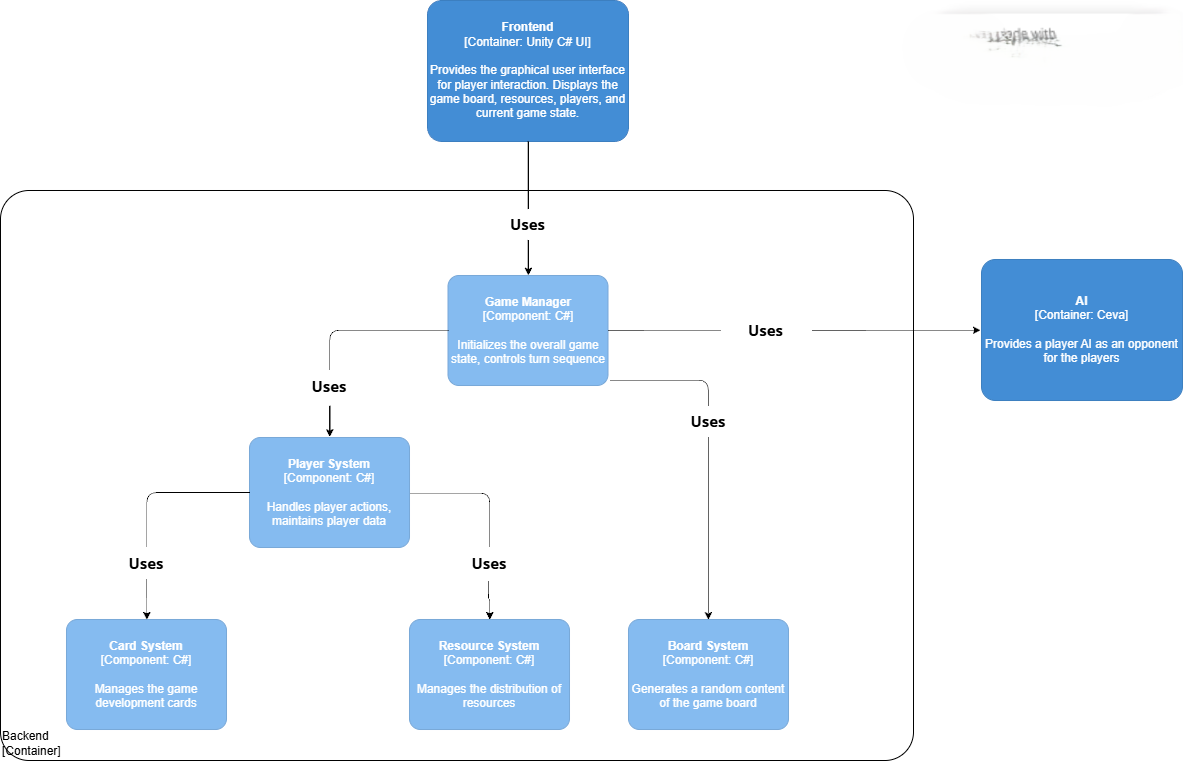 Frontend
[Container: Unity C# UI]
Provides the graphical user interface
for player interaction. Displays the
game board, resources, players, and
current game state.
Made with
Uses
Game Manager
[Component: C#]
Initializes the overall game
state, controls turn sequence
Uses
AI
[Container: Ceva]
Provides a player AI as an opponent
for the players
Uses
Uses
Player System
[Component: C#]
Handles player actions,
maintains player data
Uses
Uses
Card System
[Component: C#]
Manages the game
development cards
Resource System
[Component: C#]
Manages the distribution of
resources
Board System
[Component: C#]
Generates a random content
of the game board
Backend
[Container]